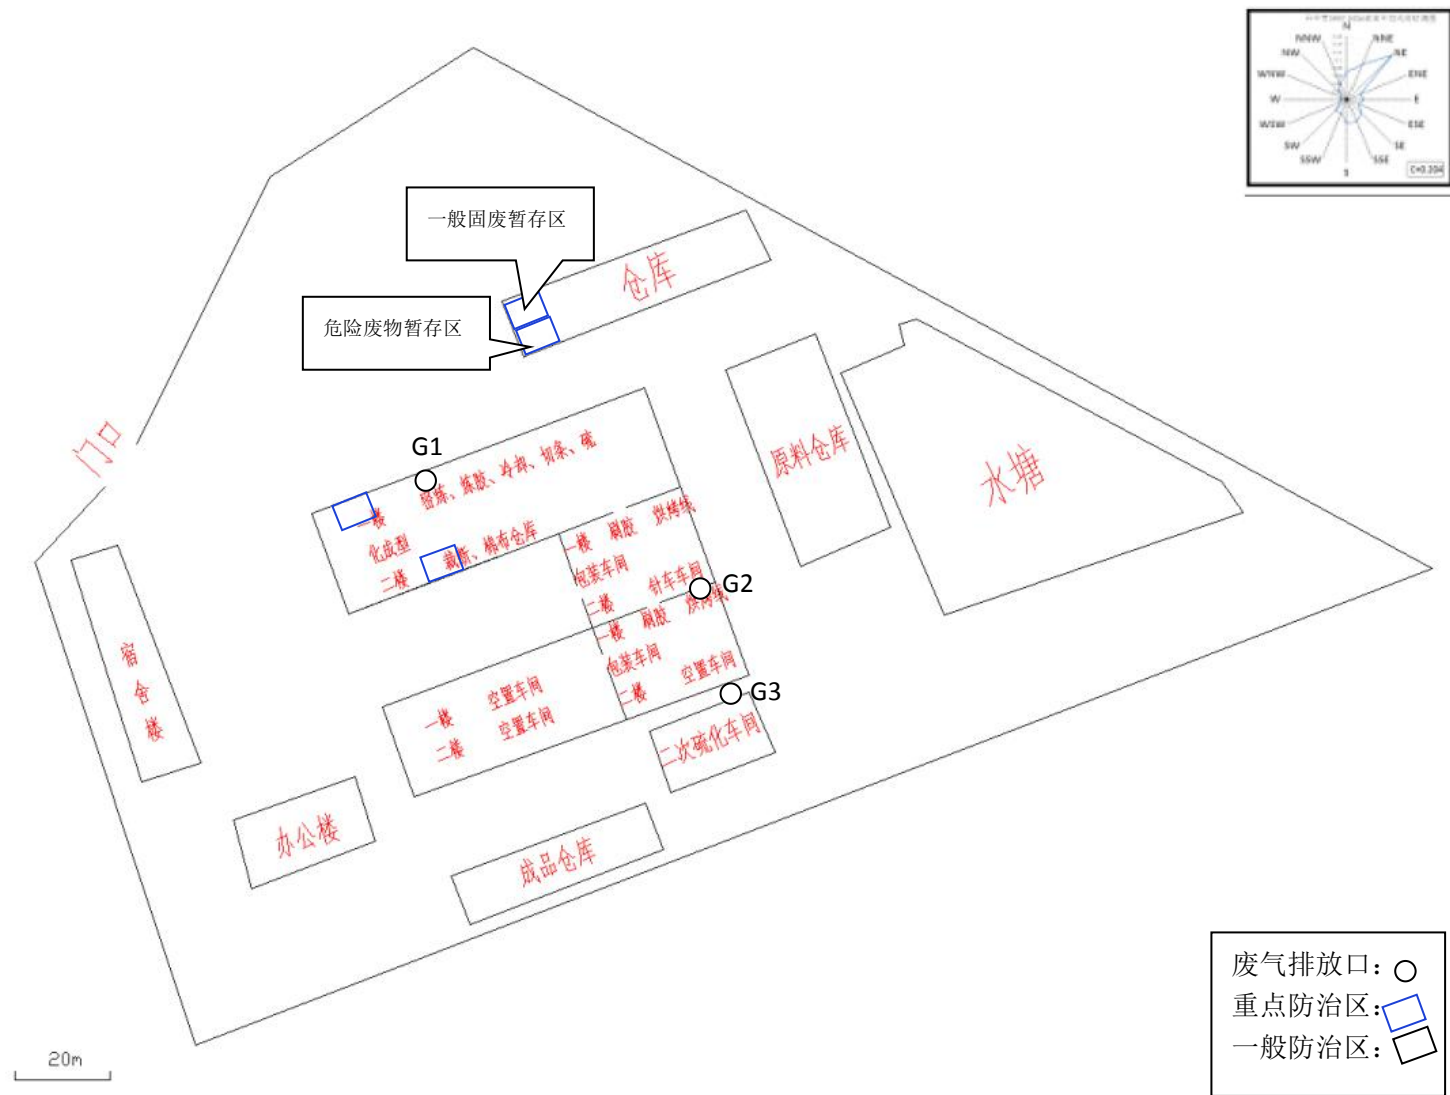 N
NNW
NNE
NW
NE
WNW
ENE
W
E
WSW
ESE
SW
SE
SSW
SSE
S
C=0.204
一般固废暂存区
仓库
危险废物暂存区
门口
G1
一楼 密炼、炼胶、冷却、切条、硫
化成型
二楼 裁断、棉布仓库
原料仓库
水塘
一楼 刷胶 烘烤线
包装车间
二楼 针车车间
G2
一楼 刷胶 烘烤线
包装车间
二楼 空置车间
G3
宿舍楼
一楼 空置车间
二楼 空置车间
二次硫化车间
办公楼
成品仓库
废气排放口：
重点防治区：
一般防治区：
20m